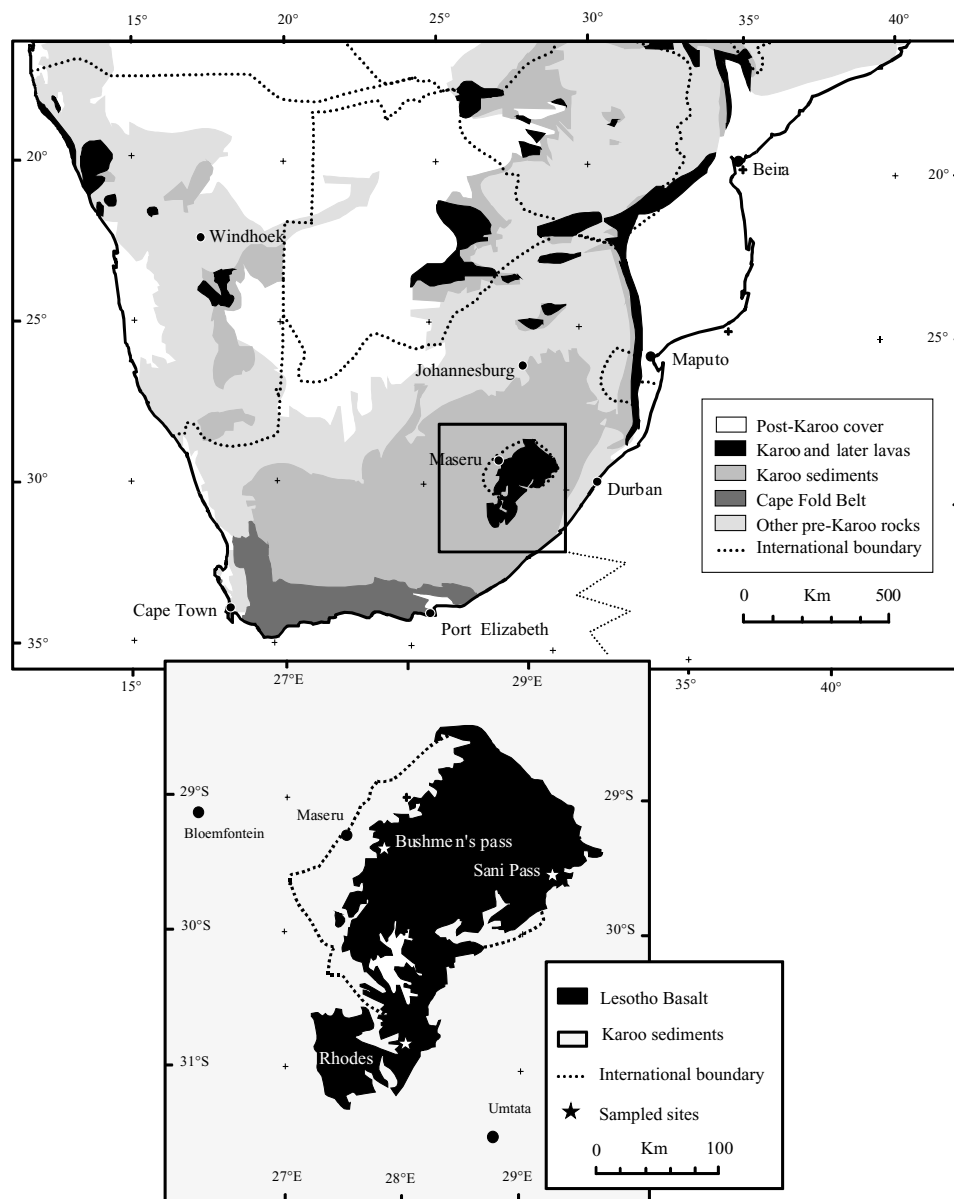 15° 20° 25° 30° 35° 40°
20°
20°
Beira
Windhoek
25°
25°
Johannesburg
Maputo
Maseru
30°
Durban
Cape Town
Port Elizabeth
35°
15° 35° 40°
Post-Karoo cover
Karoo and later lavas
Karoo sediments
Cape Fold Belt
Other pre-Karoo rocks
International boundary
0 Km 500
27°E 29°E
29°S 29°S
Maseru
Bloemfontein
Bushmen's pass
Sani Pass
30°S 30°S
Rhodes
31°S
Umtata
27°E 28°E 29°E
Lesotho Basalt
Karoo sediments
International boundary
Sampled sites
0 Km 100